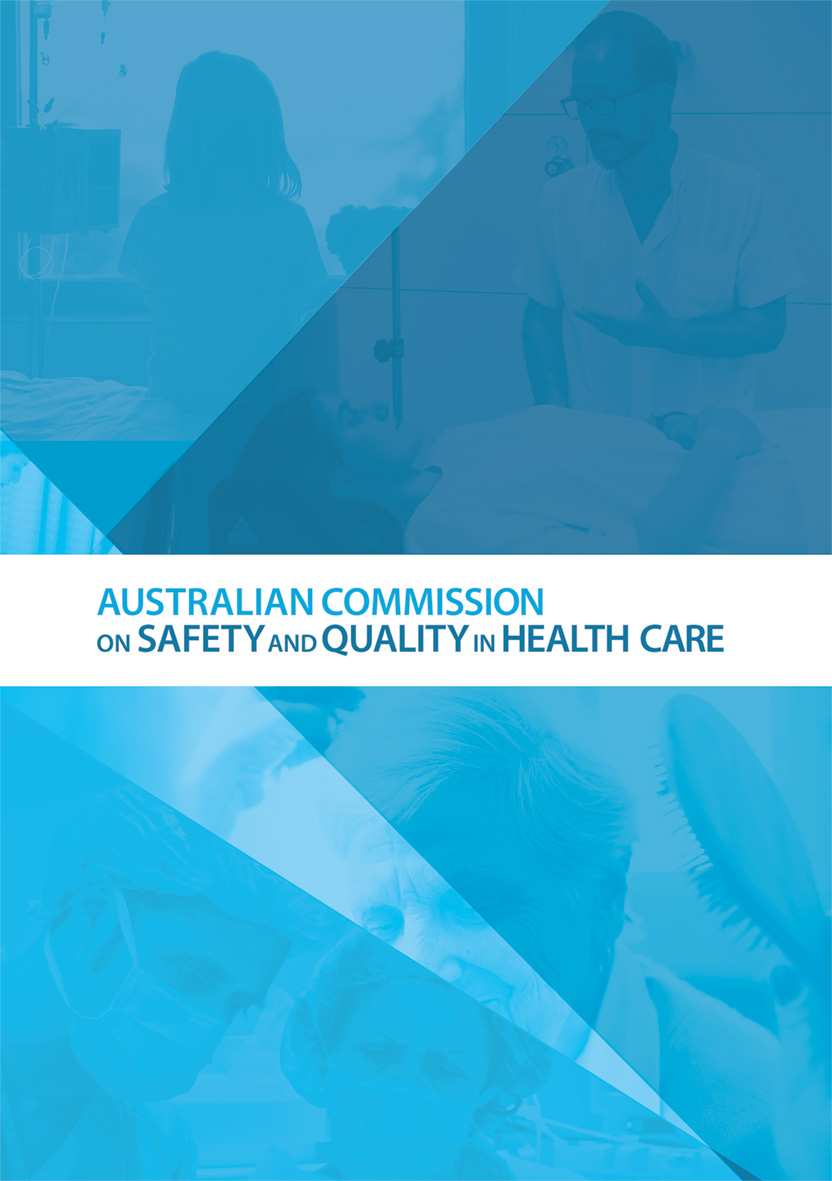 AUSTRALIAN COMMISSION
ON SAFETY AND QUALITY IN HEALTH CARE